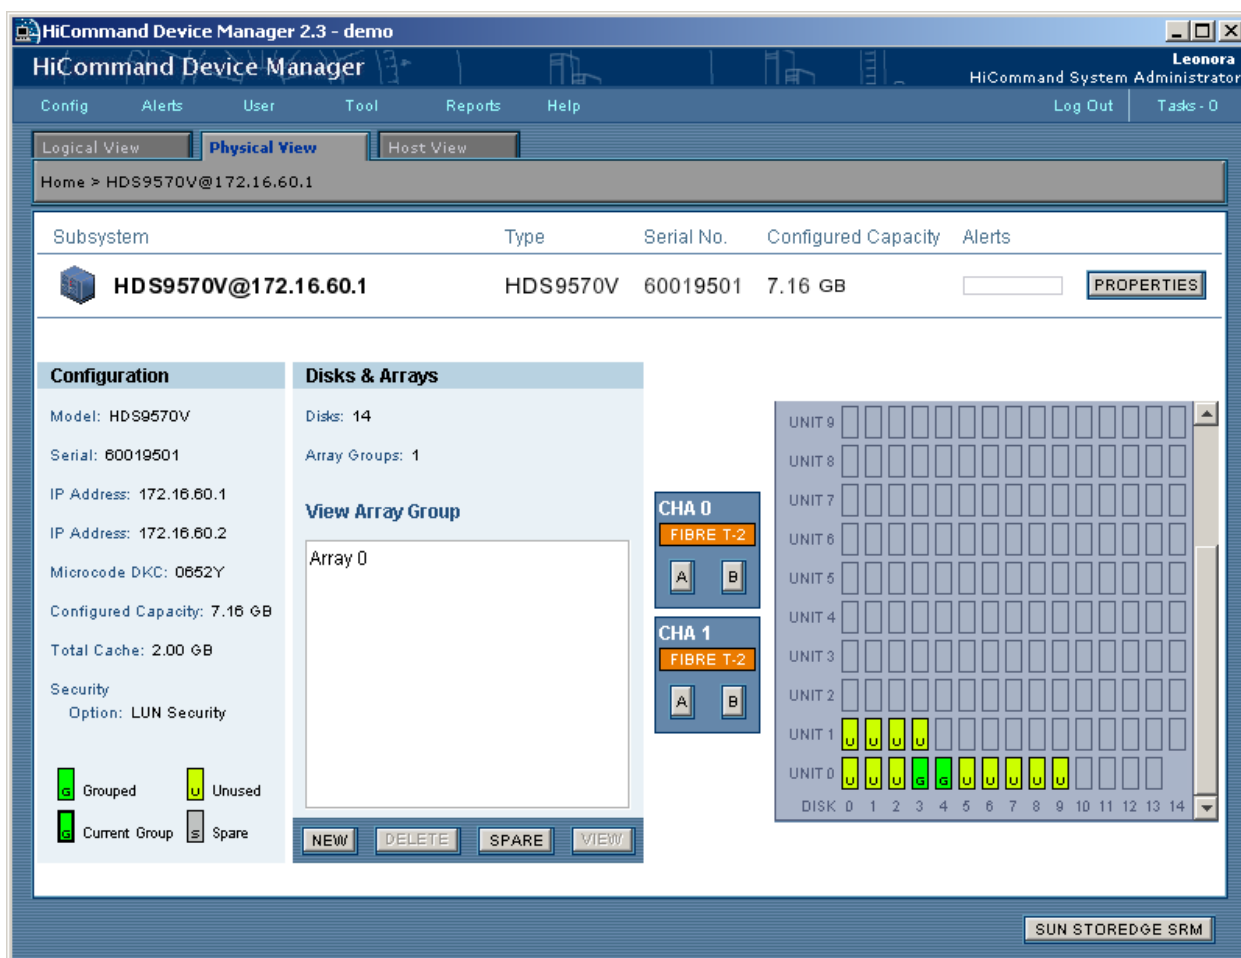 HiCommand Device Manager 2.3 - demo
HiCommand Device Manager
Leonora
HiCommand System Administrator
Config Alerts User Tool Reports Help Log Out Tasks - 0
Logical View Physical View Host View
Home > HDS9570V@172.16.60.1
Subsystem Type Serial No. Configured Capacity Alerts
HDS9570V@172.16.60.1 HDS9570V 60019501 7.16 GB PROPERTIES
Configuration
Model: HDS9570V
Serial: 60019501
IP Address: 172.16.60.1
IP Address: 172.16.60.2
Microcode DKC: 0652Y
Configured Capacity: 7.16 GB
Total Cache: 2.00 GB
Security
Option: LUN Security
G Grouped U Unused
G Current Group S Spare
Disks & Arrays
Disks: 14
Array Groups: 1
View Array Group
Array 0
NEW DELETE SPARE VIEW
CHA 0
FIBRE T-2
A B
CHA 1
FIBRE T-2
A B
UNIT 9
UNIT 8
UNIT 7
UNIT 6
UNIT 5
UNIT 4
UNIT 3
UNIT 2
UNIT 1 U U U U
UNIT 0 U U U G G U U U U U
DISK 0 1 2 3 4 5 6 7 8 9 10 11 12 13 14
SUN STOREDGE SRM